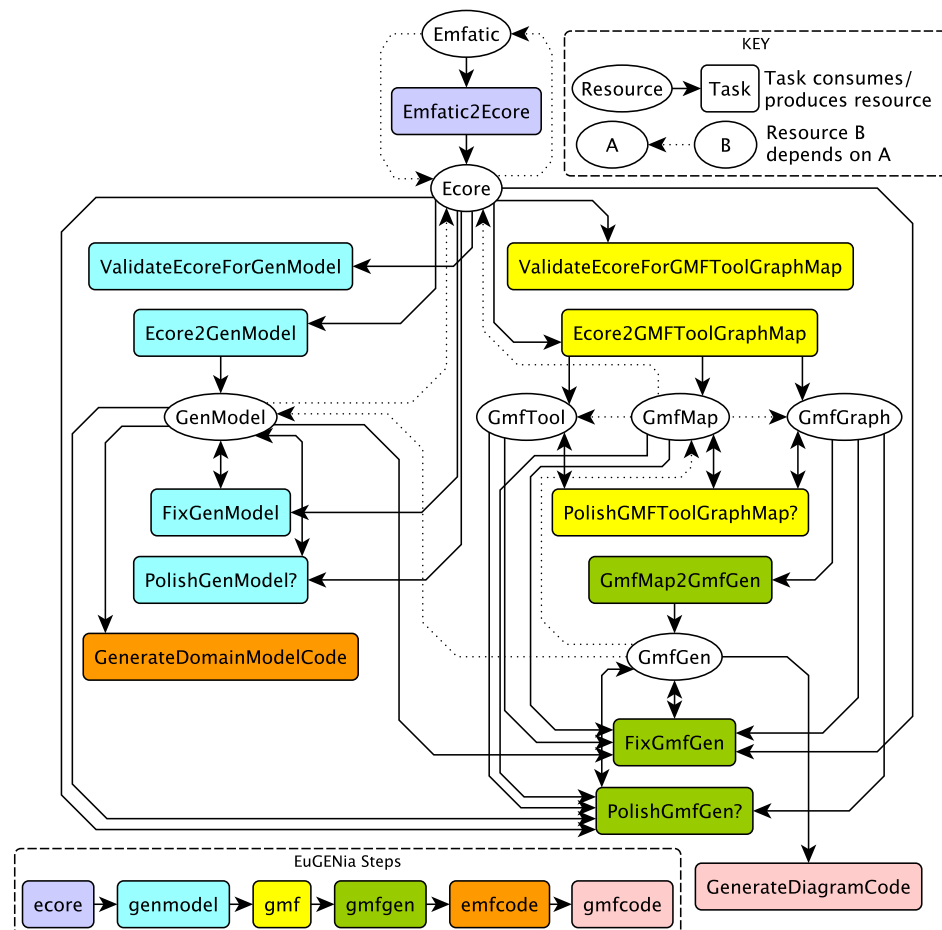 Emfatic
KEY
Resource
Task
Task consumes/
produces resource
Emfatic2Ecore
A
B
Resource B
depends on A
Ecore
ValidateEcoreForGenModel
ValidateEcoreForGMFToolGraphMap
Ecore2GenModel
Ecore2GMFToolGraphMap
GenModel
GmfTool
GmfMap
GmfGraph
FixGenModel
PolishGMFToolGraphMap?
PolishGenModel?
GmfMap2GmfGen
GenerateDomainModelCode
GmfGen
FixGmfGen
PolishGmfGen?
EuGENia Steps
GenerateDiagramCode
ecore
genmodel
gmf
gmfgen
emfcode
gmfcode